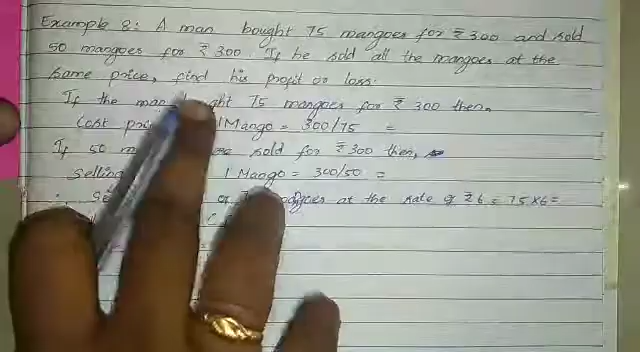 Example 8: A man bought 75 mangoes for ₹300 and sold
50 mangoes for ₹300. If he sold all the mangoes at the
same price, find his profit or loss.
If the man bought 75 mangoes for ₹300 then,
Cost 1 Mango = 300/75 =
If 50 sold for ₹300 then,
Selling 1 Mango = 300/50 =
∴ of mangoes at the rate of ₹6 = 75×6=